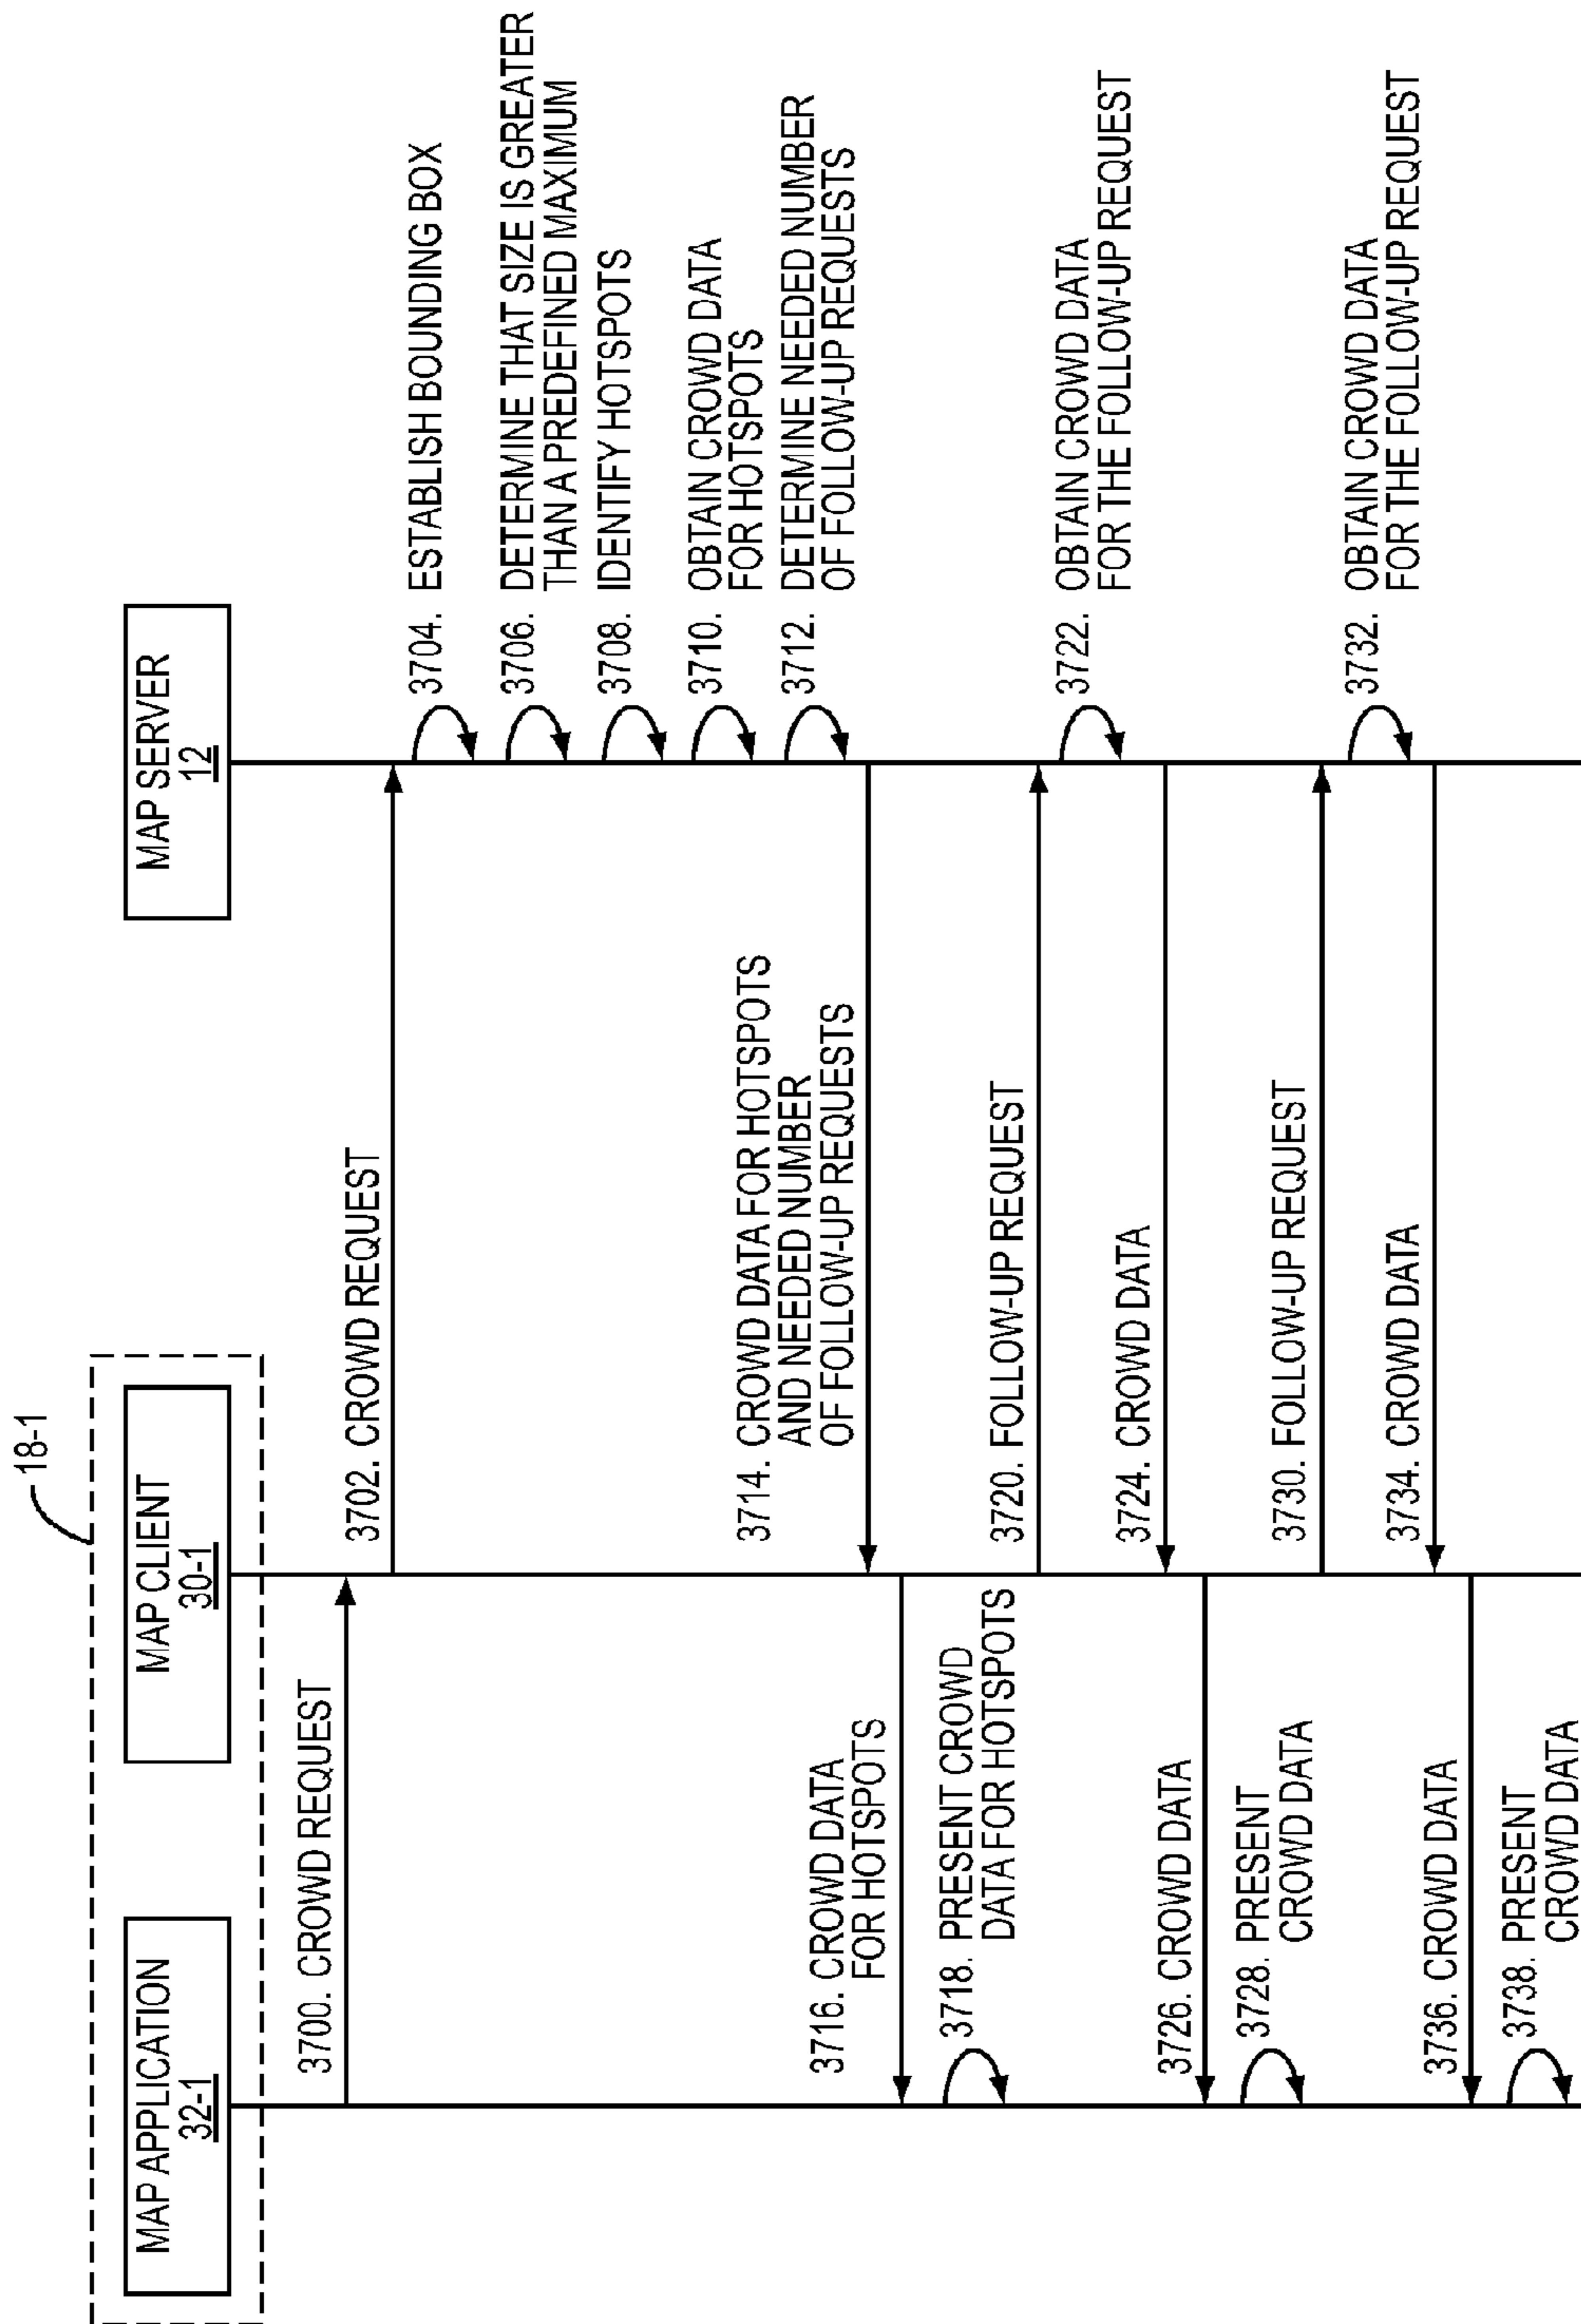 18-1
MAP APPLICATION
32-1
MAP CLIENT
30-1
MAP SERVER
12
3700. CROWD REQUEST
3702. CROWD REQUEST
3704. ESTABLISH BOUNDING BOX
3706. DETERMINE THAT SIZE IS GREATER
THAN A PREDEFINED MAXIMUM
3708. IDENTIFY HOTSPOTS
3710. OBTAIN CROWD DATA
FOR HOTSPOTS
3712. DETERMINE NEEDED NUMBER
OF FOLLOW-UP REQUESTS
3714. CROWD DATA FOR HOTSPOTS
AND NEEDED NUMBER
OF FOLLOW-UP REQUESTS
3716. CROWD DATA
FOR HOTSPOTS
3718. PRESENT CROWD
DATA FOR HOTSPOTS
3720. FOLLOW-UP REQUEST
3722. OBTAIN CROWD DATA
FOR THE FOLLOW-UP REQUEST
3724. CROWD DATA
3726. CROWD DATA
3728. PRESENT
CROWD DATA
3730. FOLLOW-UP REQUEST
3732. OBTAIN CROWD DATA
FOR THE FOLLOW-UP REQUEST
3734. CROWD DATA
3736. CROWD DATA
3738. PRESENT
CROWD DATA